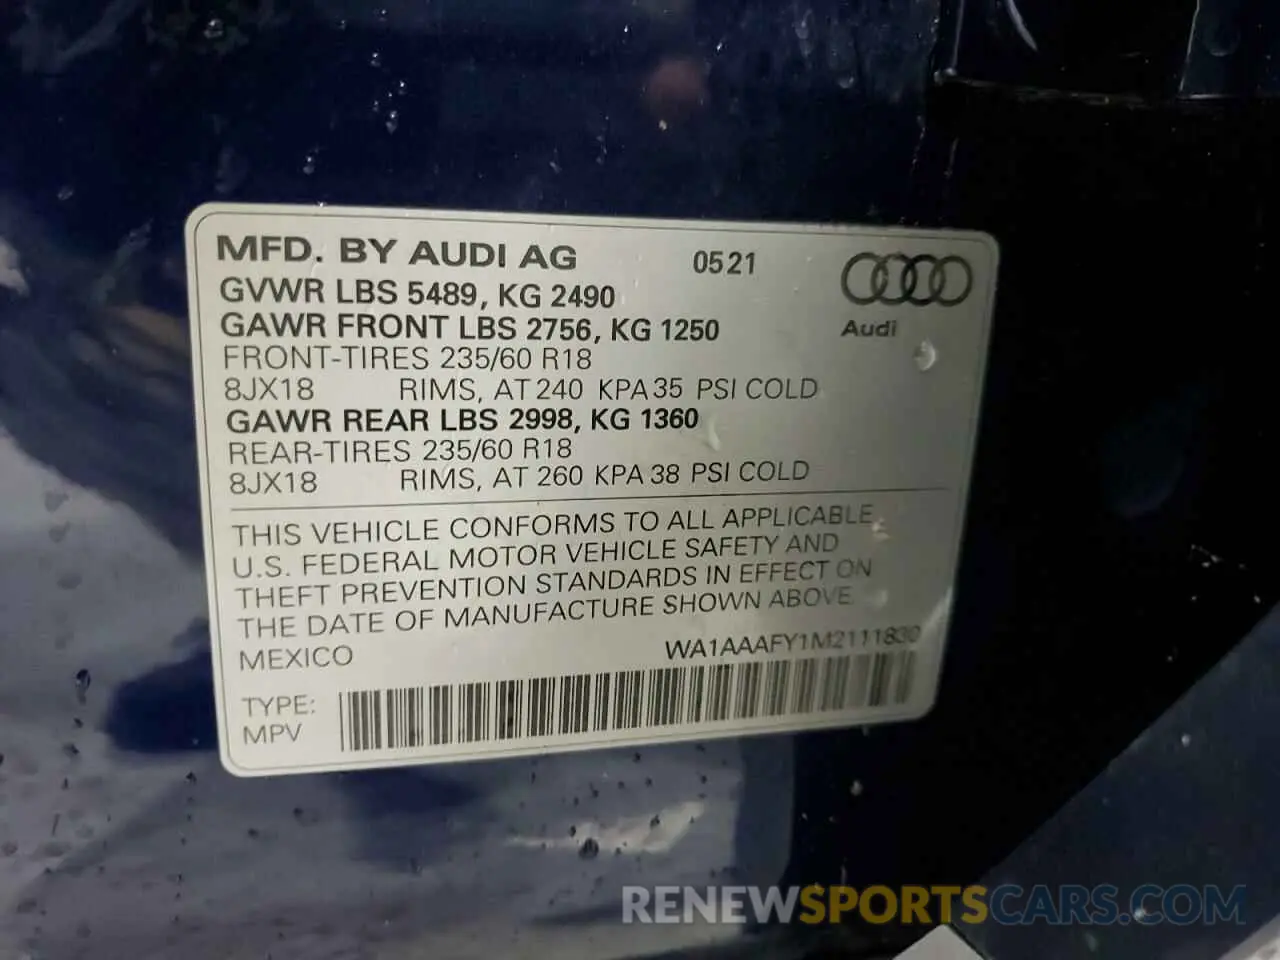 MFD. BY AUDI AG 0521
GVWR LBS 5489, KG 2490
GAWR FRONT LBS 2756, KG 1250
Audi
FRONT-TIRES 235/60 R18
8JX18 RIMS, AT 240 KPA 35 PSI COLD
GAWR REAR LBS 2998, KG 1360
REAR-TIRES 235/60 R18
8JX18 RIMS, AT 260 KPA 38 PSI COLD
THIS VEHICLE CONFORMS TO ALL APPLICABLE
U.S. FEDERAL MOTOR VEHICLE SAFETY AND
THEFT PREVENTION STANDARDS IN EFFECT ON
THE DATE OF MANUFACTURE SHOWN ABOVE.
MEXICO WA1AAAFY1M2111830
TYPE:
MPV
RENEWSPORTSCARS.COM